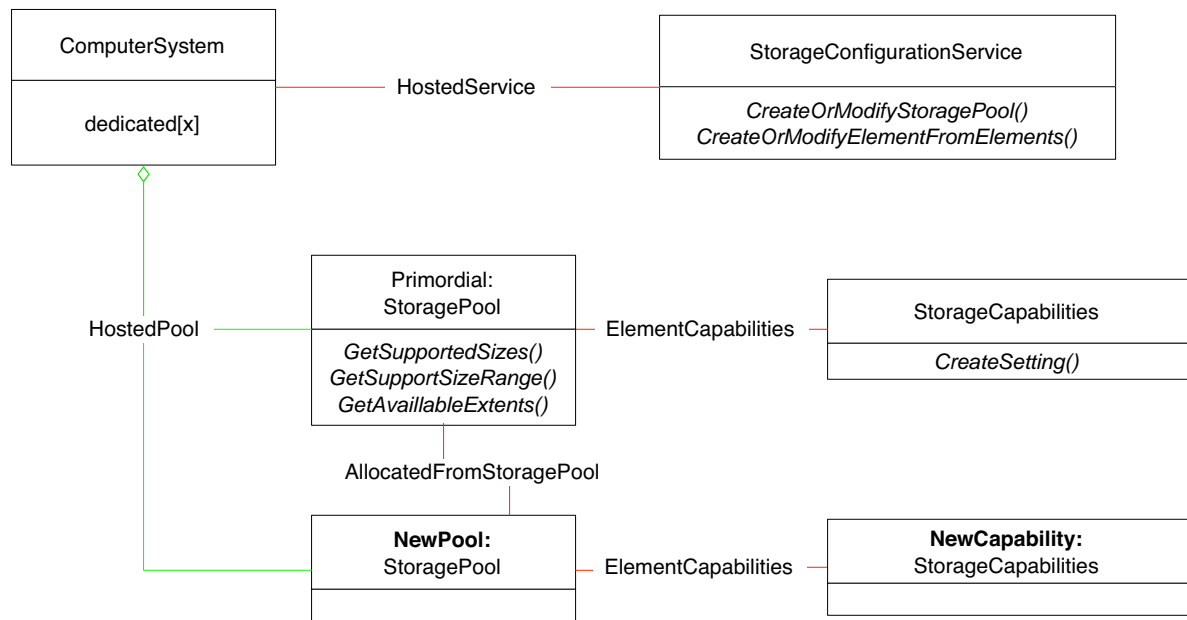 ComputerSystem
dedicated[x]
HostedService
StorageConfigurationService
CreateOrModifyStoragePool()
CreateOrModifyElementFromElements()
HostedPool
Primordial:
StoragePool
GetSupportedSizes()
GetSupportSizeRange()
GetAvaillableExtents()
ElementCapabilities
StorageCapabilities
CreateSetting()
AllocatedFromStoragePool
NewPool:
StoragePool
ElementCapabilities
NewCapability:
StorageCapabilities